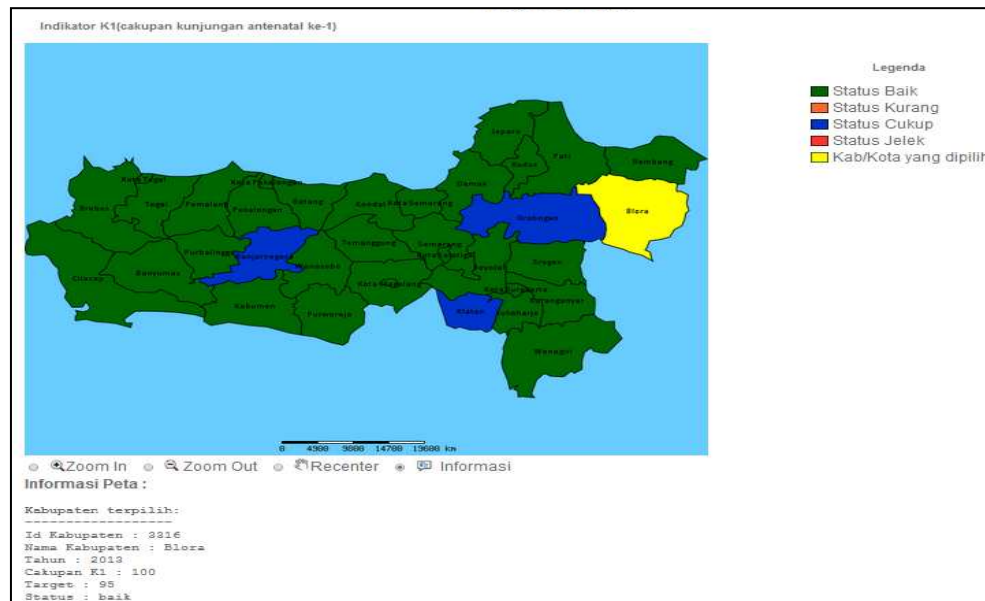 Indikator K1(cakupan kunjungan antenatal ke-1)
Legenda
Status Baik
Status Kurang
Status Cukup
Status Jelek
Kab/Kota yang dipilih
Jepara
Kudus
Pati
Rembang
Demak
Blora
Grobogan
Kota Tegal
Brebes
Tegal
Pemalang
Kota Pekalongan
Pekalongan
Batang
Kendal
Kota Semarang
Purbalingga
Banjarnegara
Temanggung
Semarang
Wonosobo
Kota Salatiga
Boyolali
Sragen
Cilacap
Banyumas
Kota Magelang
Kota Surakarta
Karanganyar
Kebumen
Purworejo
Klaten
Sukoharjo
Wonogiri
0 4900 9800 14700 19600 km
Zoom In Zoom Out Recenter Informasi
Informasi Peta :
Kabupaten terpilih:
------------------
Id Kabupaten : 3316
Nama Kabupaten : Blora
Tahun : 2013
Cakupan K1 : 100
Target : 95
Status : baik